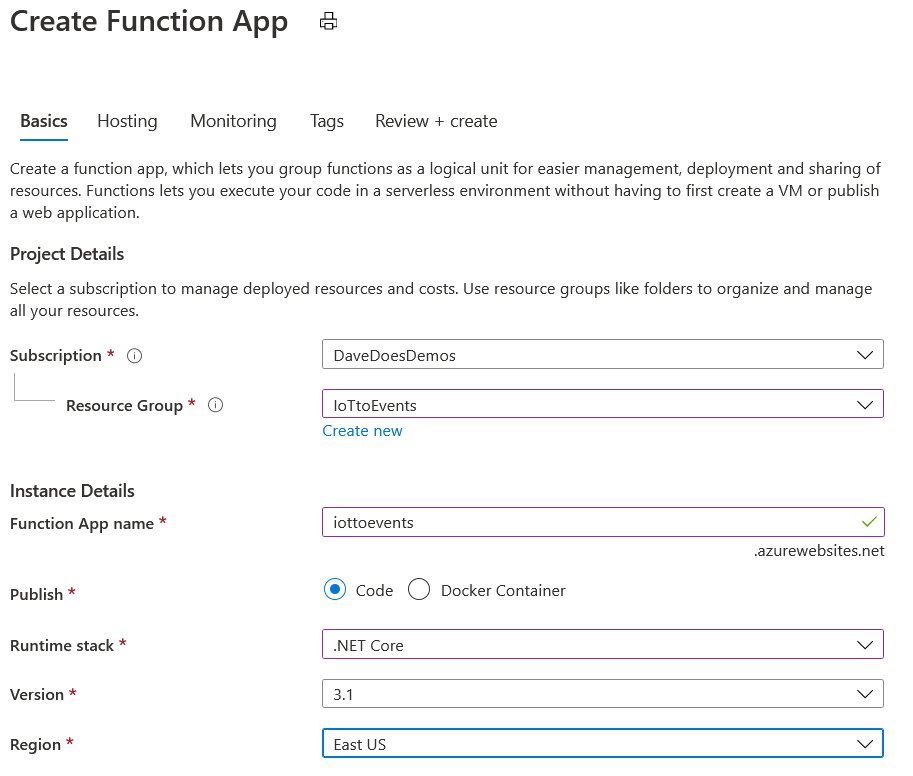 Create Function App
Basics Hosting Monitoring Tags Review + create
Create a function app, which lets you group functions as a logical unit for easier management, deployment and sharing of
resources. Functions lets you execute your code in a serverless environment without having to first create a VM or publish
a web application.
Project Details
Select a subscription to manage deployed resources and costs. Use resource groups like folders to organize and manage
all your resources.
Subscription * DaveDoesDemos
Resource Group * IoTtoEvents
Create new
Instance Details
Function App name * iottoevents
.azurewebsites.net
Publish * Code Docker Container
Runtime stack * .NET Core
Version * 3.1
Region * East US